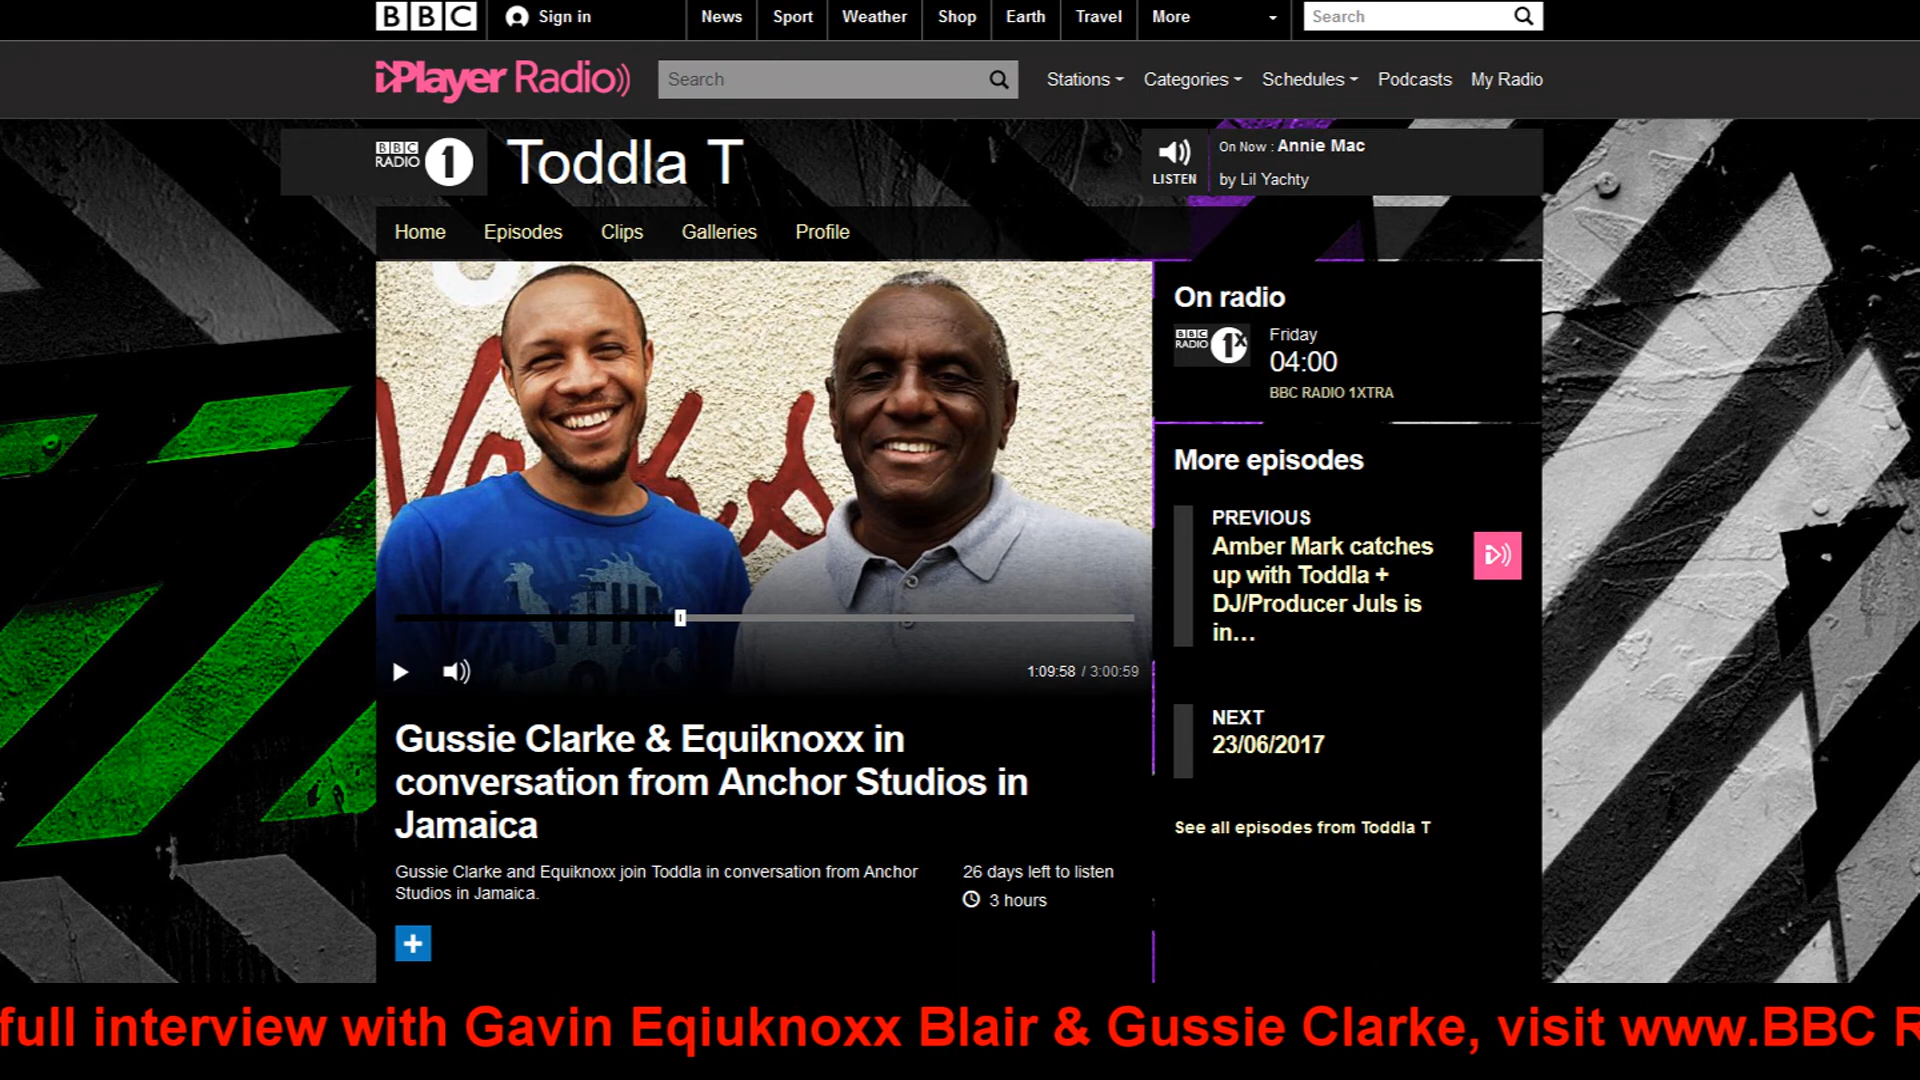 BBC
Sign in
News
Sport
Weather
Shop
Earth
Travel
More
Search
iPlayer Radio
Search
Stations
Categories
Schedules
Podcasts
My Radio
BBC
RADIO 1
Toddla T
LISTEN
On Now : Annie Mac
by Lil Yachty
Home
Episodes
Clips
Galleries
Profile
1:09:58 / 3:00:59
Gussie Clarke & Equiknoxx in
conversation from Anchor Studios in
Jamaica
Gussie Clarke and Equiknoxx join Toddla in conversation from Anchor
Studios in Jamaica.
26 days left to listen
3 hours
On radio
BBC
RADIO 1X
Friday
04:00
BBC RADIO 1XTRA
More episodes
PREVIOUS
Amber Mark catches
up with Toddla +
DJ/Producer Juls is
in...
NEXT
23/06/2017
See all episodes from Toddla T
full interview with Gavin Eqiuknoxx Blair & Gussie Clarke, visit www.BBC R